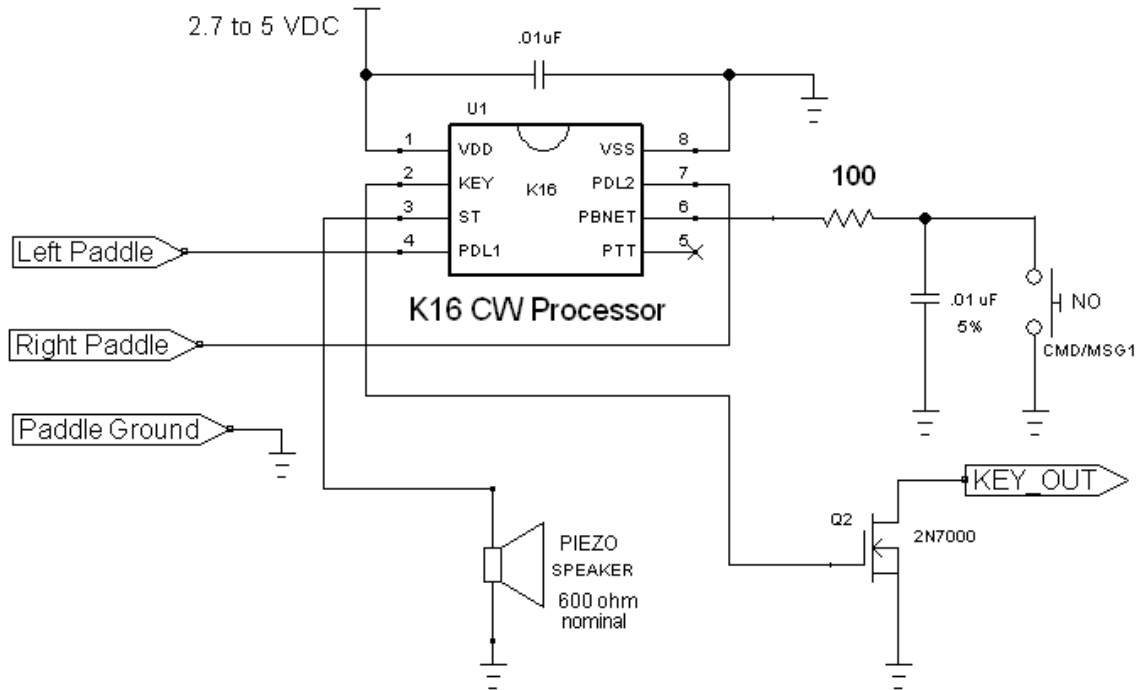 2.7 to 5 VDC
.01uF
U1
1
VDD
VSS
8
2
KEY
K16
PDL2
7
3
ST
PBNET
6
4
PDL1
PTT
5
100
Left Paddle
K16 CW Processor
.01 uF
5%
NO
CMD/MSG1
Right Paddle
Paddle Ground
KEY_OUT
Q2
2N7000
PIEZO
SPEAKER
600 ohm
nominal